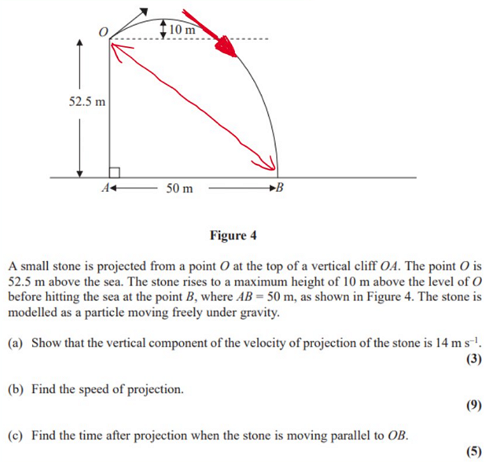 O
10 m
52.5 m
A
50 m
B
Figure 4
A small stone is projected from a point O at the top of a vertical cliff OA. The point O is
52.5 m above the sea. The stone rises to a maximum height of 10 m above the level of O
before hitting the sea at the point B, where AB = 50 m, as shown in Figure 4. The stone is
modelled as a particle moving freely under gravity.
(a) Show that the vertical component of the velocity of projection of the stone is 14 m s⁻¹.
(3)
(b) Find the speed of projection.
(9)
(c) Find the time after projection when the stone is moving parallel to OB.
(5)